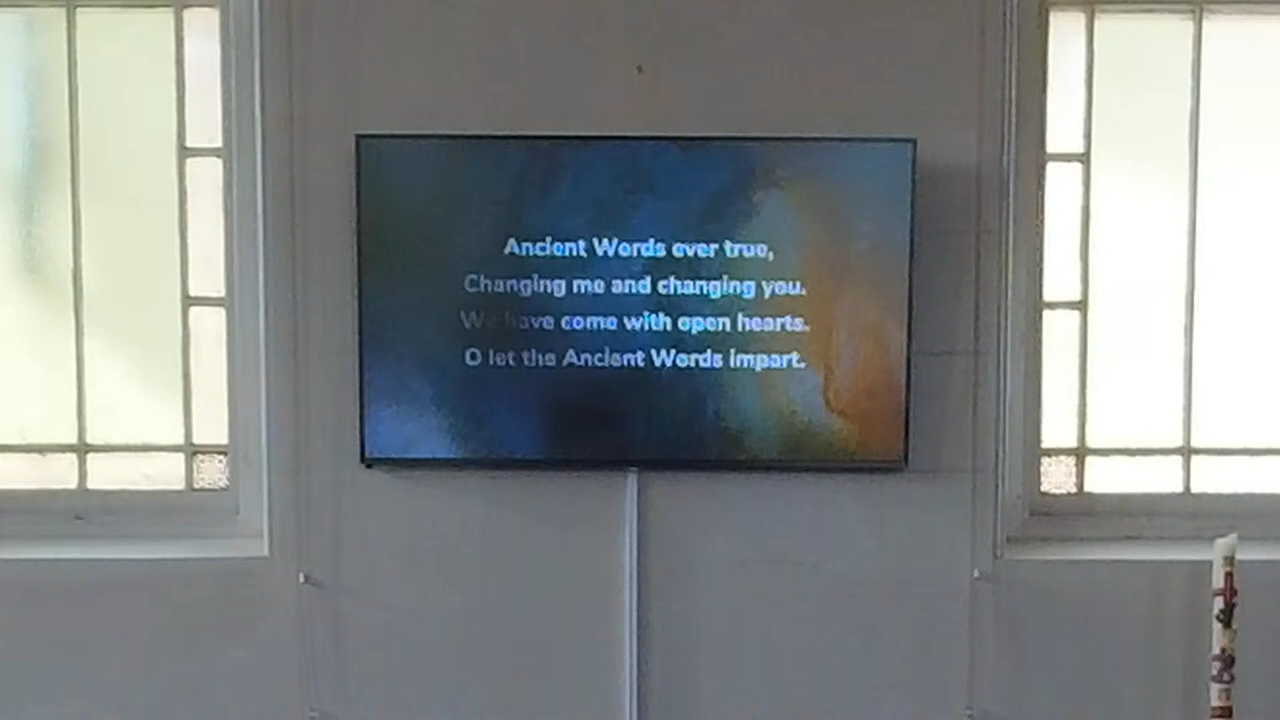 Ancient Words ever true,
Changing me and changing you.
We have come with open hearts.
O let the Ancient Words impart.